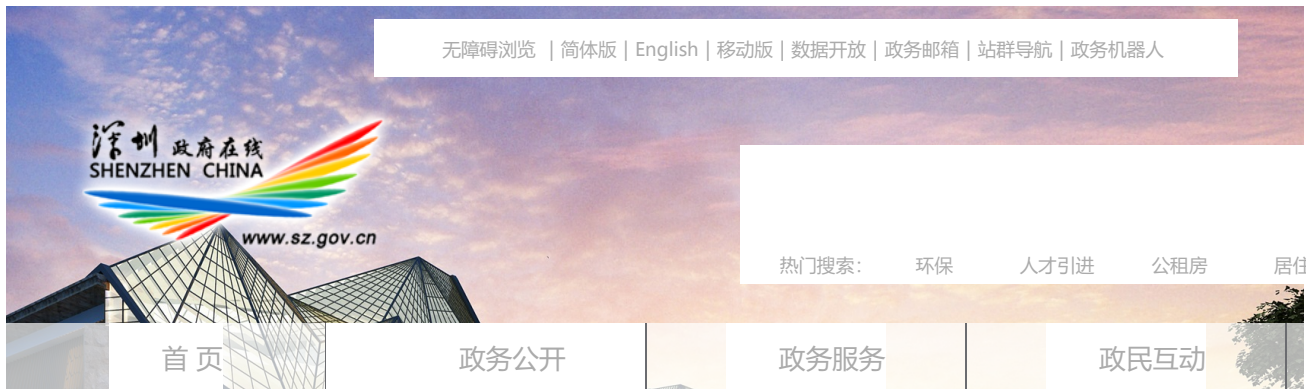 无障碍浏览 | 简体版 | English | 移动版 | 数据开放 | 政务邮箱 | 站群导航 | 政务机器人
深圳 政府在线
SHENZHEN CHINA
www.sz.gov.cn
热门搜索: 环保 人才引进 公租房 居住
首 页 政务公开 政务服务 政民互动